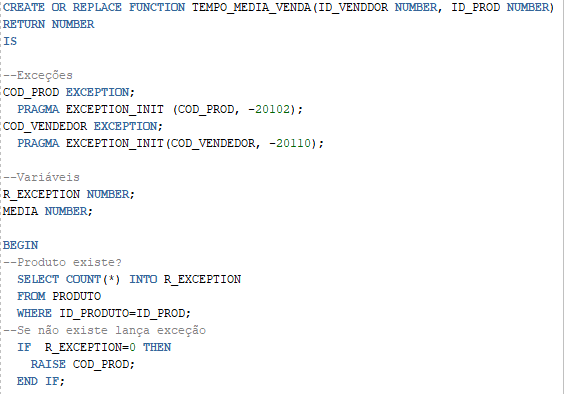 CREATE OR REPLACE FUNCTION TEMPO_MEDIA_VENDA(ID_VENDDOR NUMBER, ID_PROD NUMBER)
RETURN NUMBER
IS
--Exceções
COD_PROD EXCEPTION;
PRAGMA EXCEPTION_INIT (COD_PROD, -20102);
COD_VENDEDOR EXCEPTION;
PRAGMA EXCEPTION_INIT(COD_VENDEDOR, -20110);
--Variáveis
R_EXCEPTION NUMBER;
MEDIA NUMBER;
BEGIN
--Produto existe?
SELECT COUNT(*) INTO R_EXCEPTION
FROM PRODUTO
WHERE ID_PRODUTO=ID_PROD;
--Se não existe lança exceção
IF R_EXCEPTION=0 THEN
RAISE COD_PROD;
END IF;